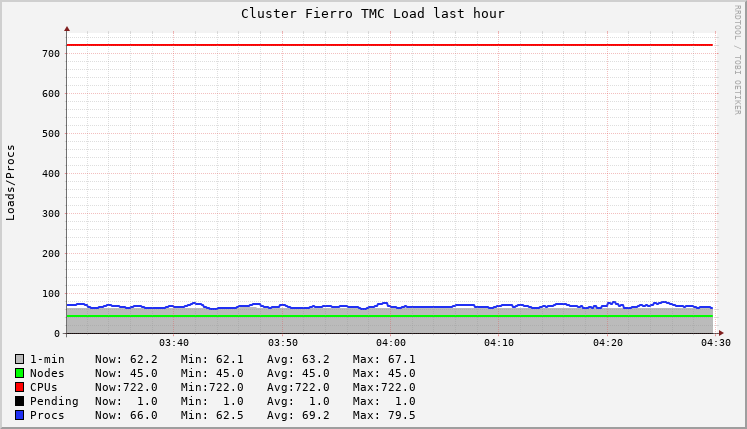 Cluster Fierro TMC Load last hour
RRDTOOL / TOBI OETIKER
Loads/Procs
700
600
500
400
300
200
100
0
03:40 03:50 04:00 04:10 04:20 04:30
1-min Now: 62.2 Min: 62.1 Avg: 63.2 Max: 67.1
Nodes Now: 45.0 Min: 45.0 Avg: 45.0 Max: 45.0
CPUs Now:722.0 Min:722.0 Avg:722.0 Max:722.0
Pending Now: 1.0 Min: 1.0 Avg: 1.0 Max: 1.0
Procs Now: 66.0 Min: 62.5 Avg: 69.2 Max: 79.5